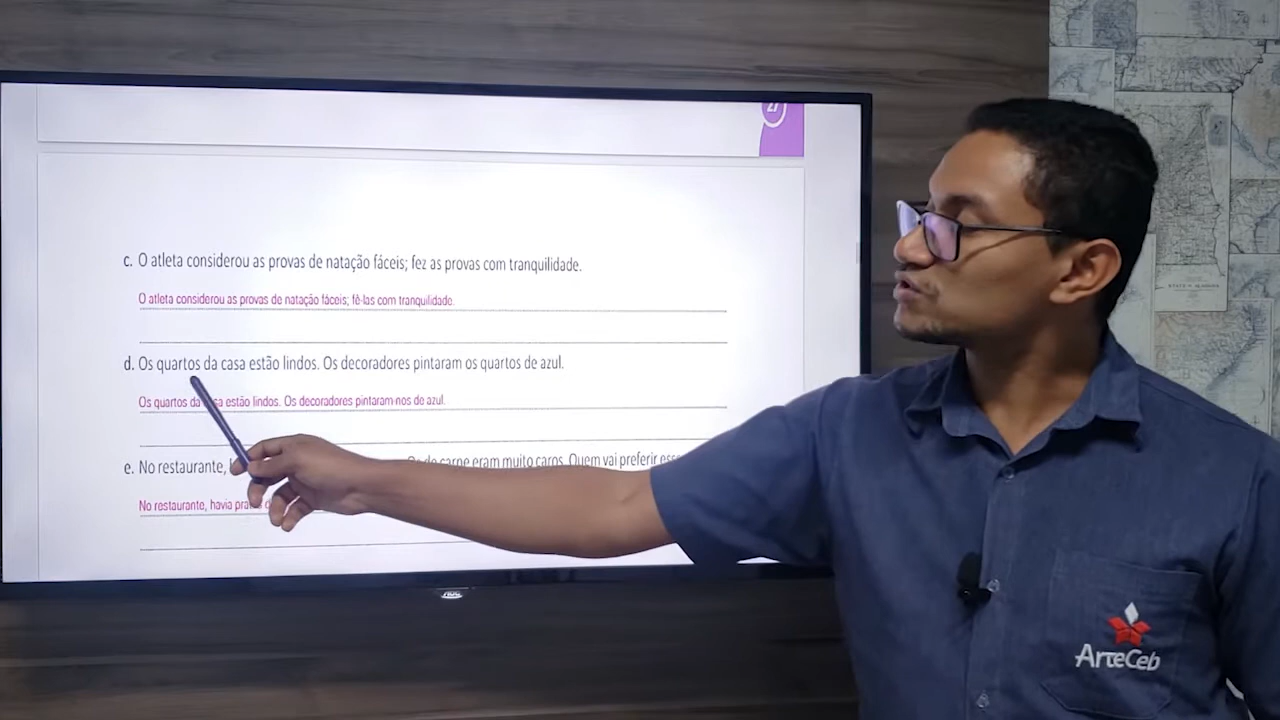 27
c. O atleta considerou as provas de natação fáceis; fez as provas com tranquilidade.
O atleta considerou as provas de natação fáceis; fê-las com tranquilidade.
d. Os quartos da casa estão lindos. Os decoradores pintaram os quartos de azul.
Os quartos da casa estão lindos. Os decoradores pintaram-nos de azul.
e. No restaurante, Os de carne eram muito caros. Quem vai preferir
No restaurante, havia
AOC
ArteCeb